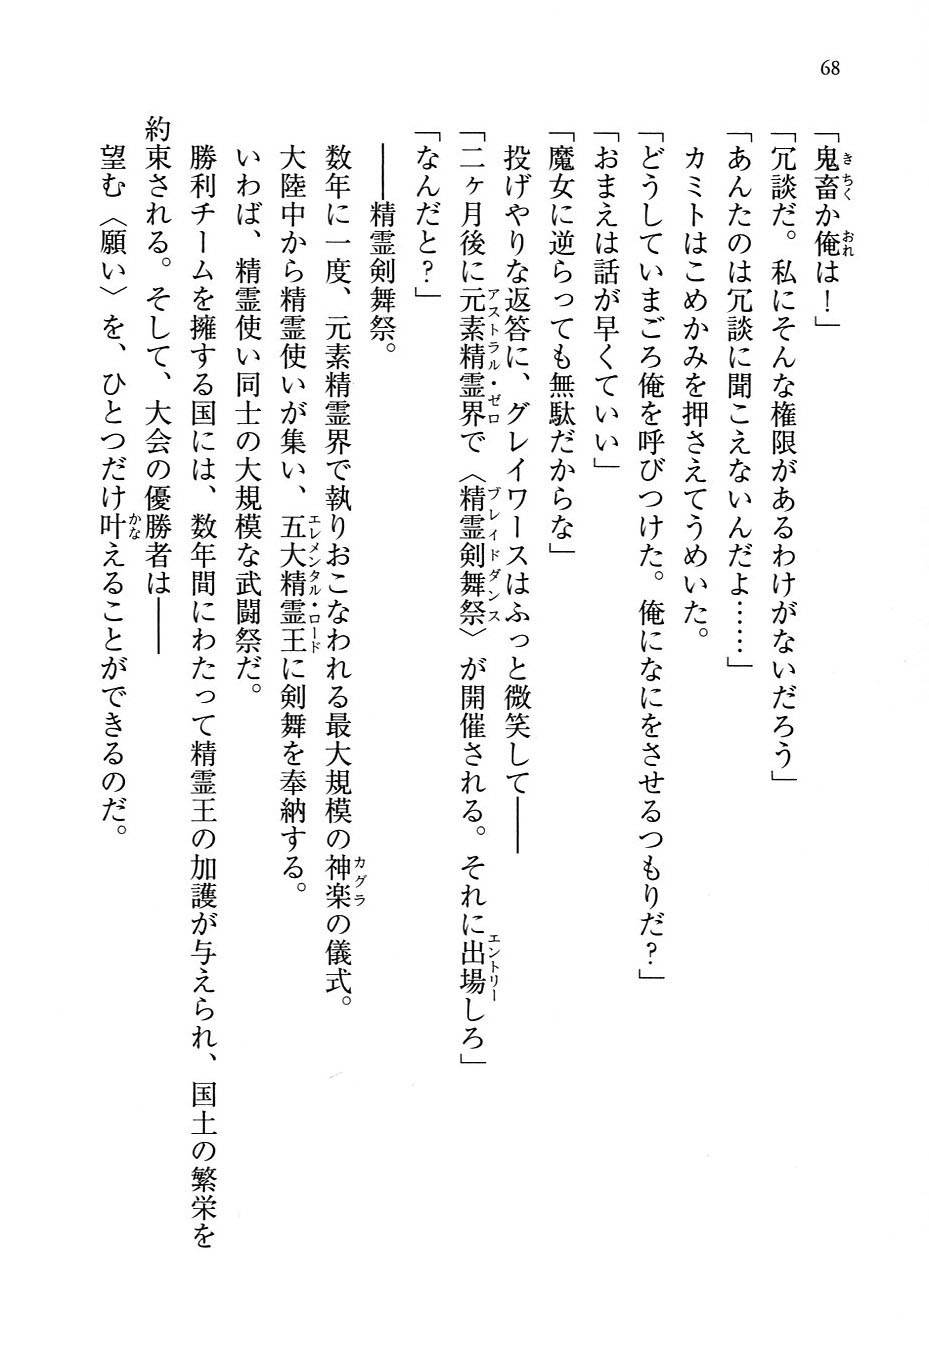 68
「鬼畜か俺は！」
「冗談だ。私にそんな権限があるわけがないだろう」
「あんたのは冗談に聞こえないんだよ……」
カミトはこめかみを押さえてうめいた。
「どうしていまごろ俺を呼びつけた。俺になにをさせるつもりだ？」
「おまえは話が早くていい」
「魔女に逆らっても無駄だからな」
投げやりな返答に、グレイワースはふっと微笑して――
「二ヶ月後に元素精霊界で〈精霊剣舞祭〉が開催される。それに出場しろ」
「なんだと？」
――精霊剣舞祭。
数年に一度、元素精霊界で執りおこなわれる最大規模の神楽の儀式。
大陸中から精霊使いが集い、五大精霊王に剣舞を奉納する。
いわば、精霊使い同士の大規模な武闘祭だ。
勝利チームを擁する国には、数年間にわたって精霊王の加護が与えられ、国土の繁栄を
約束される。そして、大会の優勝者は――
望む〈願い〉を、ひとつだけ叶えることができるのだ。